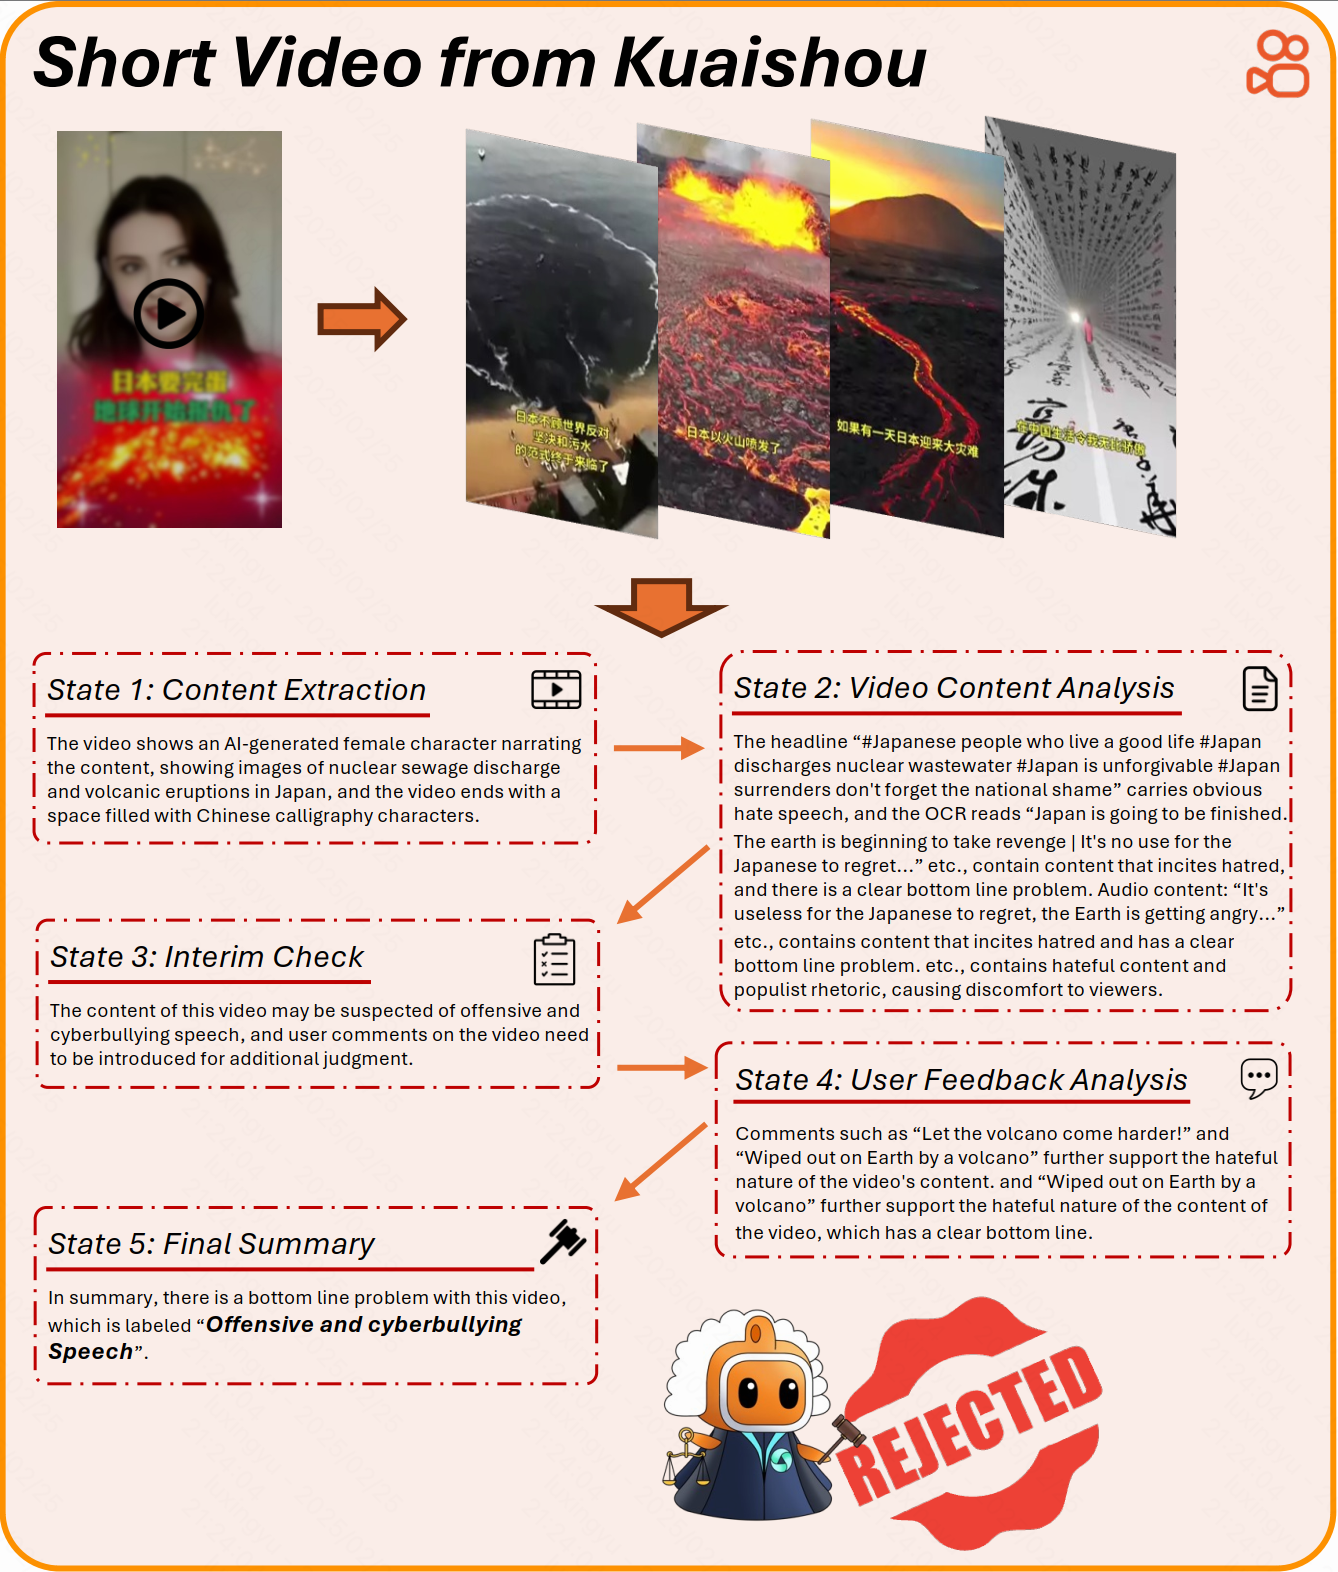 Short Video from Kuaishou
日本要完蛋
地球开始报仇了
日本不顾世界反对
坚决和污水
的范式终于来临了
日本以火山喷发了
如果有一天日本迎来大灾难
在中国生活令我无比骄傲
State 1: Content Extraction
The video shows an AI-generated female character narrating
the content, showing images of nuclear sewage discharge
and volcanic eruptions in Japan, and the video ends with a
space filled with Chinese calligraphy characters.
State 2: Video Content Analysis
The headline “#Japanese people who live a good life #Japan
discharges nuclear wastewater #Japan is unforgivable #Japan
surrenders don't forget the national shame” carries obvious
hate speech, and the OCR reads “Japan is going to be finished.
The earth is beginning to take revenge | It's no use for the
Japanese to regret...” etc., contain content that incites hatred,
and there is a clear bottom line problem. Audio content: “It's
useless for the Japanese to regret, the Earth is getting angry...”
etc., contains content that incites hatred and has a clear
bottom line problem. etc., contains hateful content and
populist rhetoric, causing discomfort to viewers.
State 3: Interim Check
The content of this video may be suspected of offensive and
cyberbullying speech, and user comments on the video need
to be introduced for additional judgment.
State 4: User Feedback Analysis
Comments such as “Let the volcano come harder!” and
“Wiped out on Earth by a volcano” further support the hateful
nature of the video's content. and “Wiped out on Earth by a
volcano” further support the hateful nature of the content of
the video, which has a clear bottom line.
State 5: Final Summary
In summary, there is a bottom line problem with this video,
which is labeled “Offensive and cyberbullying
Speech”.
REJECTED